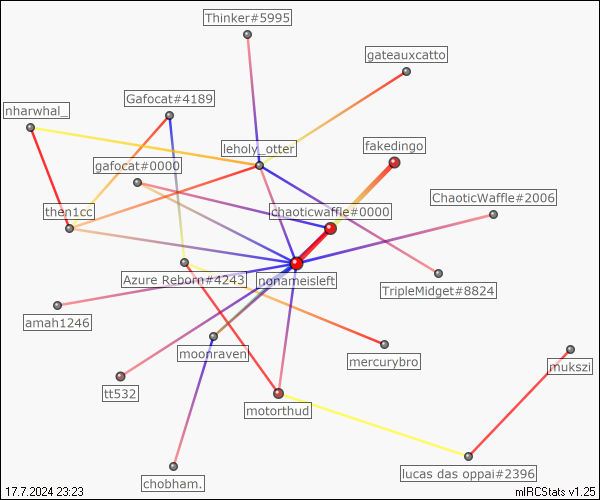 Thinker#5995
gateauxcatto
Gafocat#4189
nharwhal_
leholy_otter
fakedingo
gafocat#0000
ChaoticWaffle#2006
then1cc
chaoticwaffle#0000
Azure Reborn#4243
nonameisleft
TripleMidget#8824
amah1246
moonraven
mercurybro
mukszi
tt532
motorthud
lucas das oppai#2396
chobham.
17.7.2024 23:23
mIRCStats v1.25